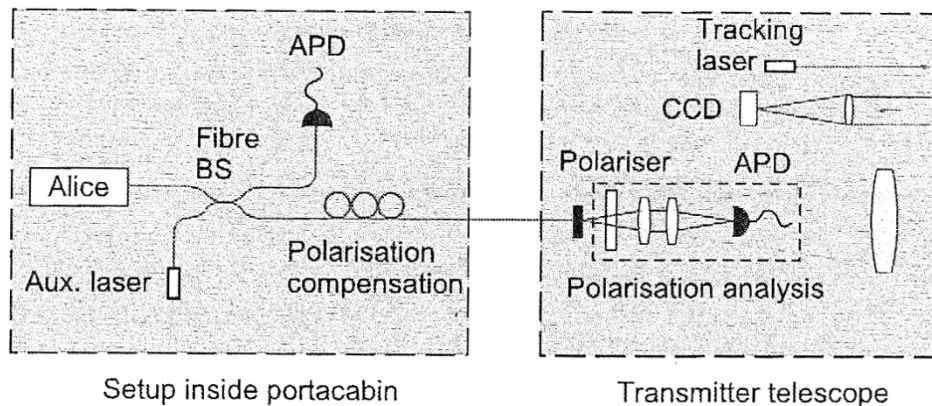 APD
Fibre
BS
Alice
Aux. laser
Polarisation
compensation
Setup inside portacabin
Tracking
laser
CCD
Polariser
APD
Polarisation analysis
Transmitter telescope